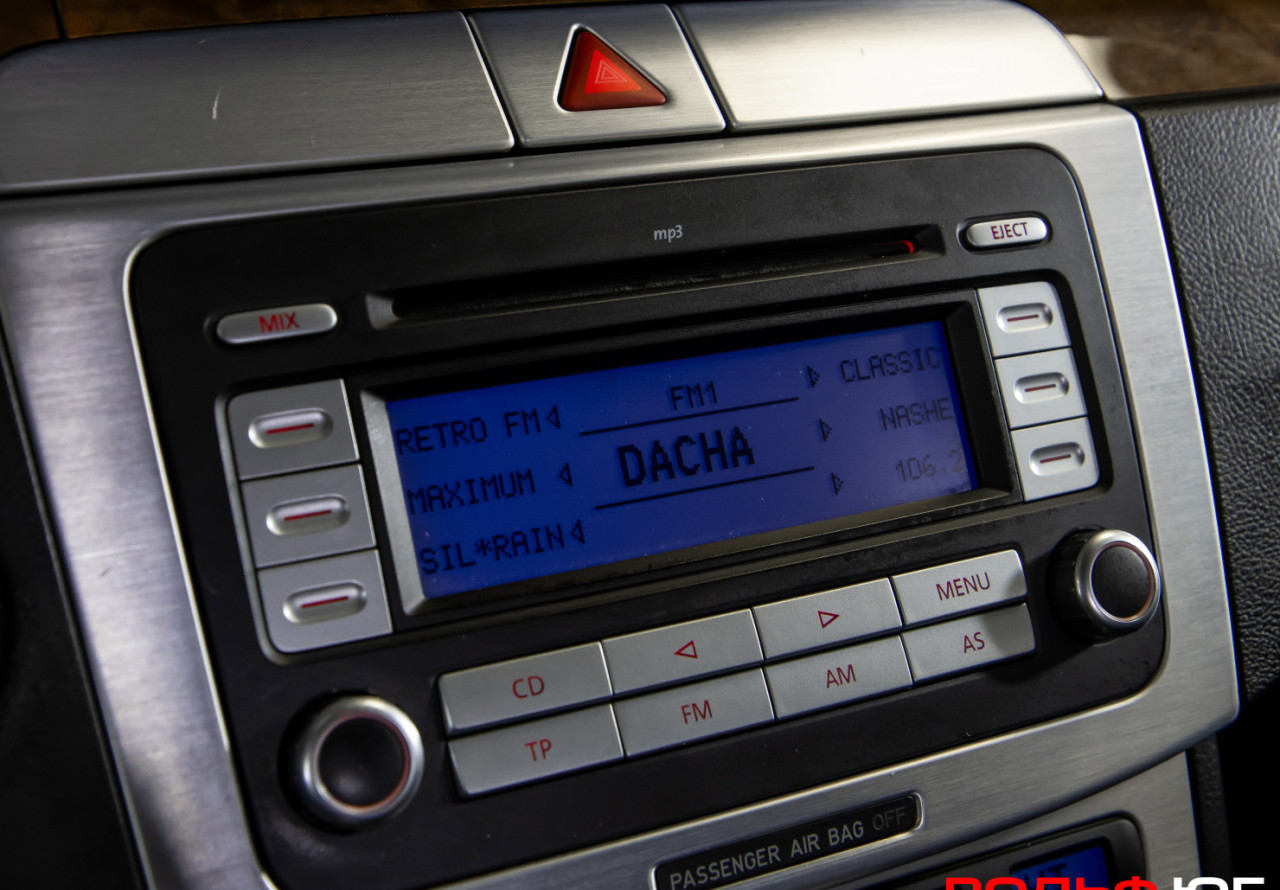 mp3
EJECT
MIX
RETRO FM
FM1
CLASSIC
MAXIMUM
DACHA
NASHE
SIL*RAIN
106.2
CD
MENU
TP
FM
AM
AS
PASSENGER AIR BAG OFF